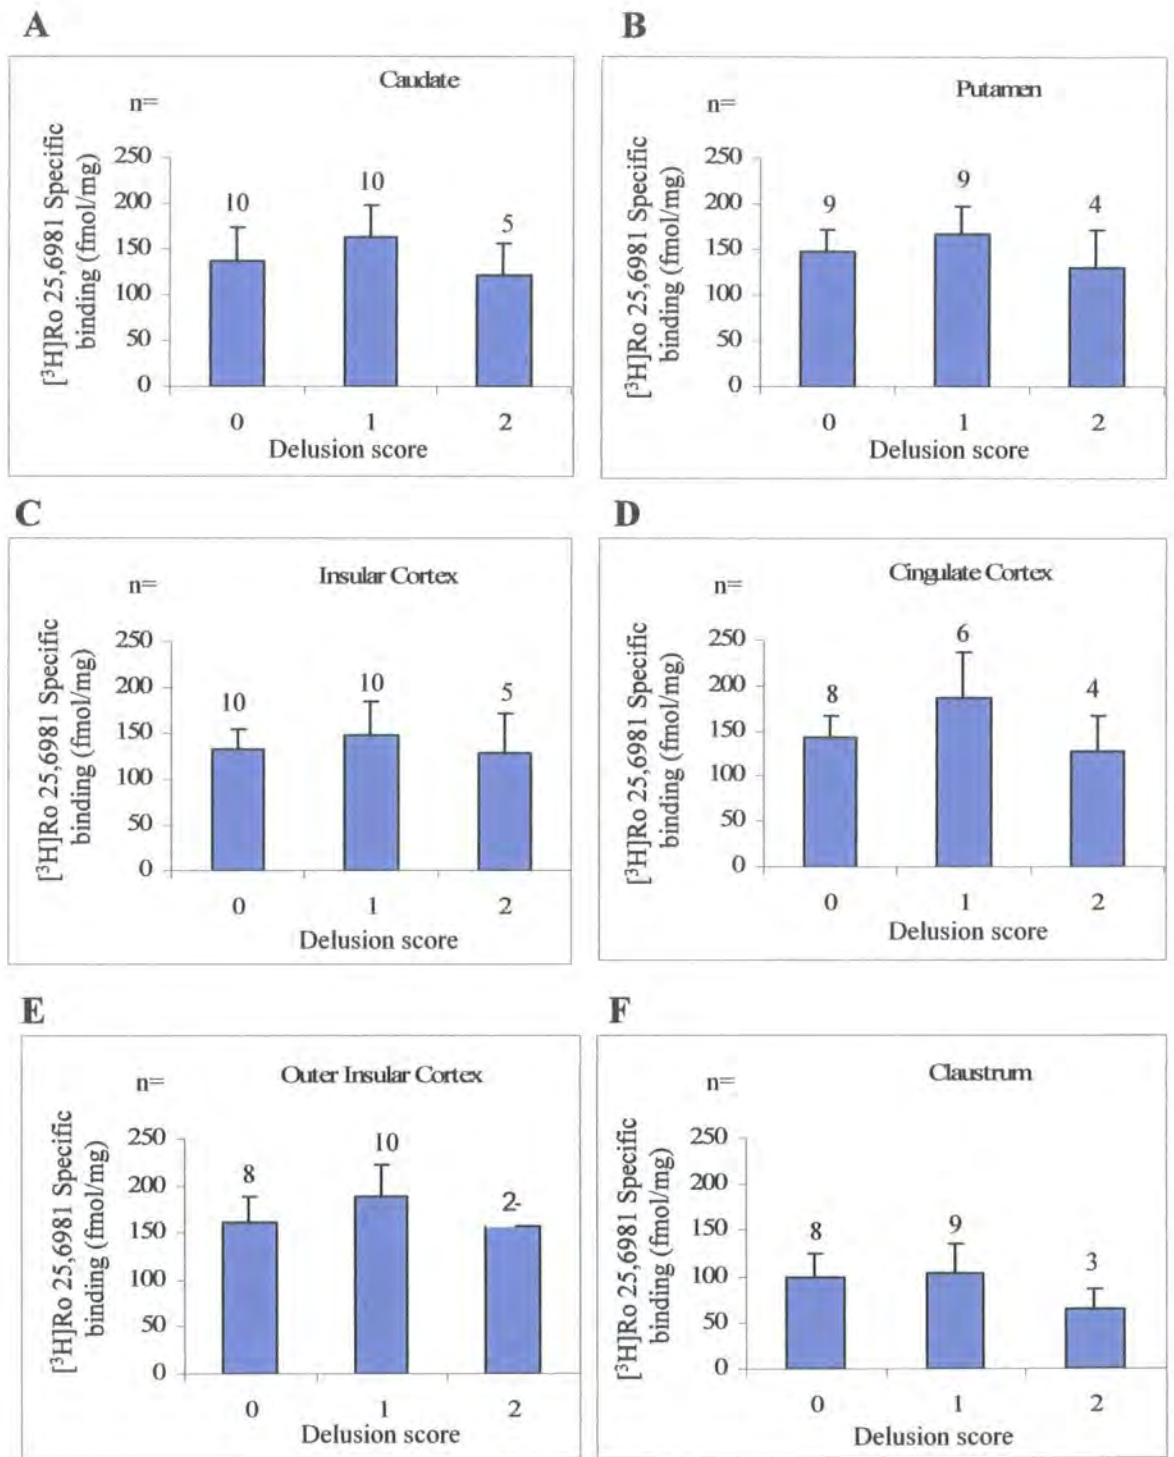 A
Caudate
n=
[³H]Ro 25,6981 Specific
binding (fmol/mg)
250
200
150
100
50
0
10
10
5
0 1 2
Delusion score
B
Putamen
n=
[³H]Ro 25,6981 Specific
binding (fmol/mg)
250
200
150
100
50
0
9
9
4
0 1 2
Delusion score
C
Insular Cortex
n=
[³H]Ro 25,6981 Specific
binding (fmol/mg)
250
200
150
100
50
0
10
10
5
0 1 2
Delusion score
D
Cingulate Cortex
n=
[³H]Ro 25,6981 Specific
binding (fmol/mg)
250
200
150
100
50
0
8
6
4
0 1 2
Delusion score
E
Outer Insular Cortex
n=
[³H]Ro 25,6981 Specific
binding (fmol/mg)
250
200
150
100
50
0
8
10
2-
0 1 2
Delusion score
F
Claustrum
n=
[³H]Ro 25,6981 Specific
binding (fmol/mg)
250
200
150
100
50
0
8
9
3
0 1 2
Delusion score